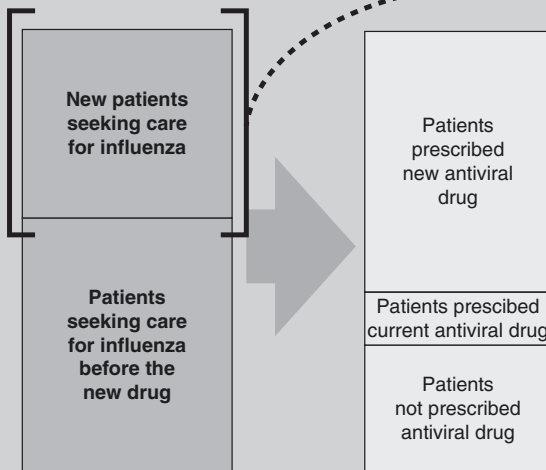 New patients
seeking care
for influenza
Patients
seeking care
for influenza
before the
new drug
Patients
prescribed
new antiviral
drug
Patients prescibed
current antiviral drug
Patients
not prescribed
antiviral drug